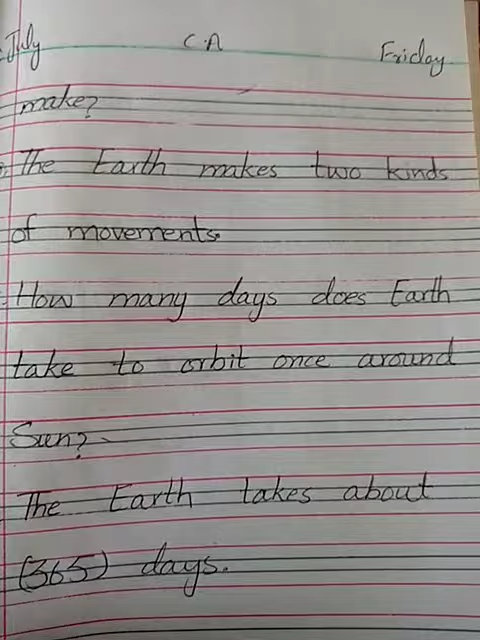 July C.A Friday
make?
The Earth makes two kinds
of movements.
How many days does Earth
take to orbit once around
Sun?
The Earth takes about
(365) days.